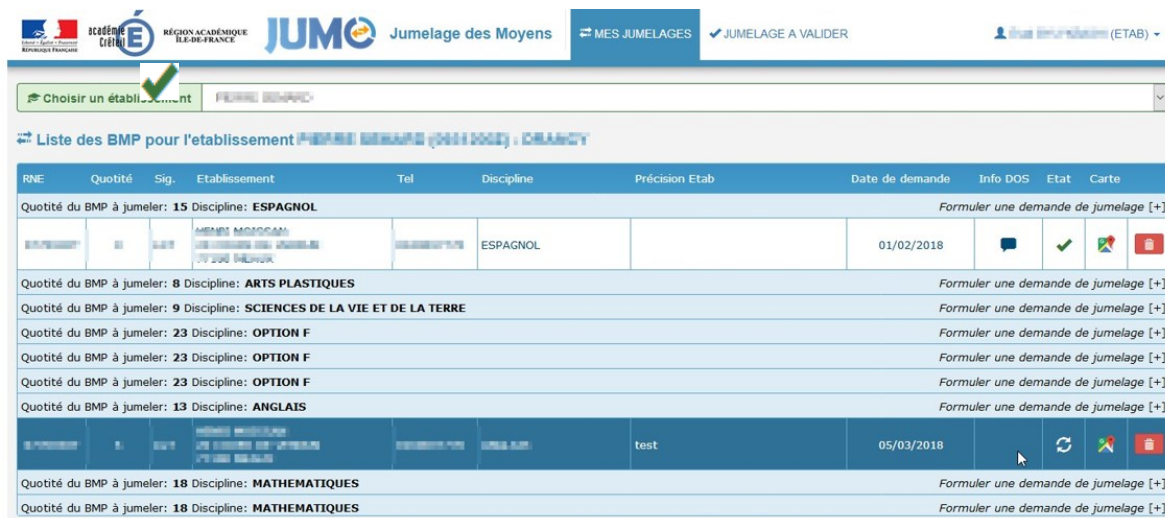 académie
Créteil
RÉGION ACADÉMIQUE
ÎLE-DE-FRANCE
Liberté • Égalité • Fraternité
RÉPUBLIQUE FRANÇAISE
JUMO Jumelage des Moyens
MES JUMELAGES
JUMELAGE A VALIDER
(ETAB)
Choisir un établissement
Liste des BMP pour l'etablissement
RNE Quotité Sig. Etablissement Tel Discipline Précision Etab Date de demande Info DOS Etat Carte
Quotité du BMP à jumeler: 15 Discipline: ESPAGNOL Formuler une demande de jumelage [+]
ESPAGNOL 01/02/2018
Quotité du BMP à jumeler: 8 Discipline: ARTS PLASTIQUES Formuler une demande de jumelage [+]
Quotité du BMP à jumeler: 9 Discipline: SCIENCES DE LA VIE ET DE LA TERRE Formuler une demande de jumelage [+]
Quotité du BMP à jumeler: 23 Discipline: OPTION F Formuler une demande de jumelage [+]
Quotité du BMP à jumeler: 23 Discipline: OPTION F Formuler une demande de jumelage [+]
Quotité du BMP à jumeler: 23 Discipline: OPTION F Formuler une demande de jumelage [+]
Quotité du BMP à jumeler: 13 Discipline: ANGLAIS Formuler une demande de jumelage [+]
test 05/03/2018
Quotité du BMP à jumeler: 18 Discipline: MATHEMATIQUES Formuler une demande de jumelage [+]
Quotité du BMP à jumeler: 18 Discipline: MATHEMATIQUES Formuler une demande de jumelage [+]